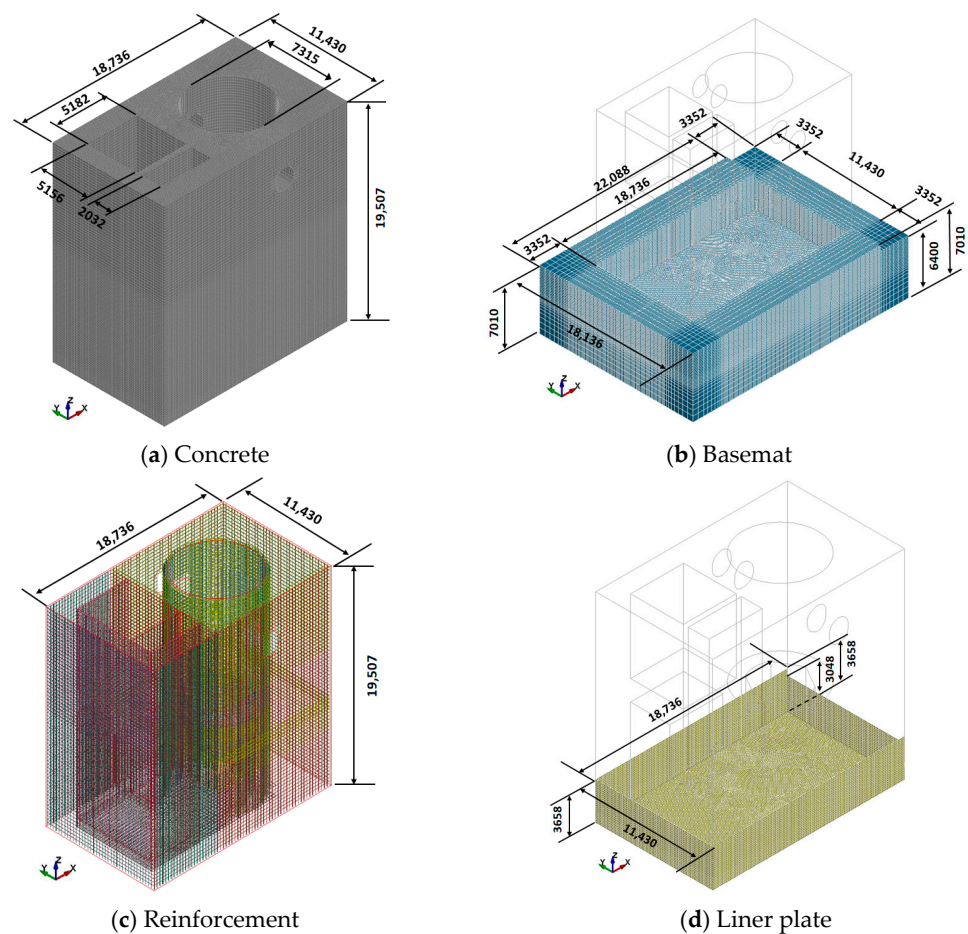 18,736
11,430
7315
5182
5156
2032
19,507
Z
Y
X
(a) Concrete
3352
3352
22,088
18,736
11,430
3352
3352
7010
6400
7010
18,136
Z
Y
X
(b) Basemat
18,736
11,430
19,507
Z
Y
X
(c) Reinforcement
3658
3048
18,736
3658
11,430
Z
Y
X
(d) Liner plate